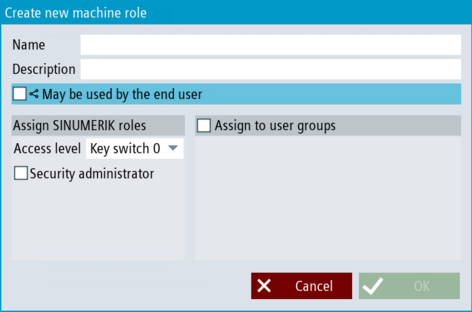 Create new machine role
Name
Description
May be used by the end user
Assign SINUMERIK roles
Assign to user groups
Access level Key switch 0
Security administrator
Cancel
OK